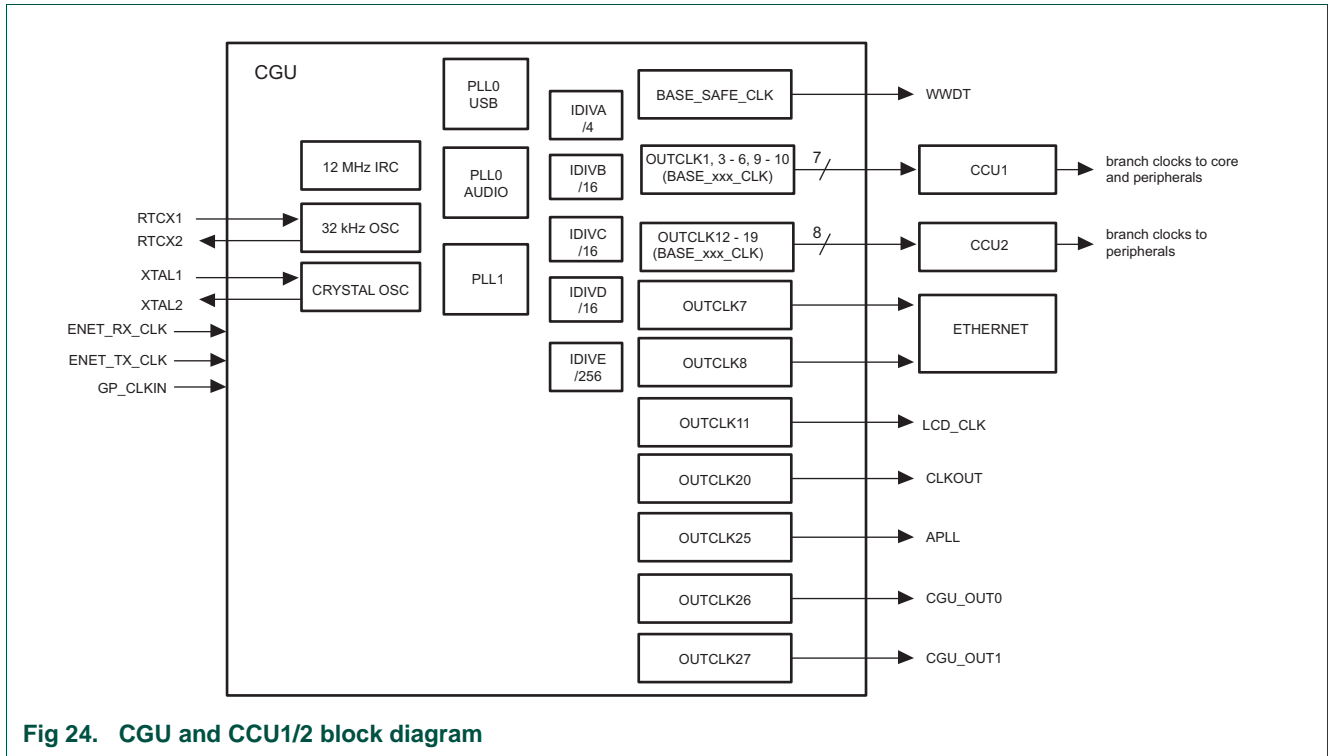 CGU
PLL0
USB
BASE_SAFE_CLK
WWDT
IDIVA
/4
12 MHz IRC
PLL0
AUDIO
IDIVB
/16
OUTCLK1, 3 - 6, 9 - 10
(BASE_xxx_CLK)
7
CCU1
branch clocks to core
and peripherals
RTCX1
RTCX2
32 kHz OSC
IDIVC
/16
OUTCLK12 - 19
(BASE_xxx_CLK)
8
CCU2
branch clocks to
peripherals
XTAL1
XTAL2
CRYSTAL OSC
PLL1
IDIVD
/16
OUTCLK7
ETHERNET
ENET_RX_CLK
ENET_TX_CLK
GP_CLKIN
IDIVE
/256
OUTCLK8
OUTCLK11
LCD_CLK
OUTCLK20
CLKOUT
OUTCLK25
APLL
OUTCLK26
CGU_OUT0
OUTCLK27
CGU_OUT1
Fig 24. CGU and CCU1/2 block diagram